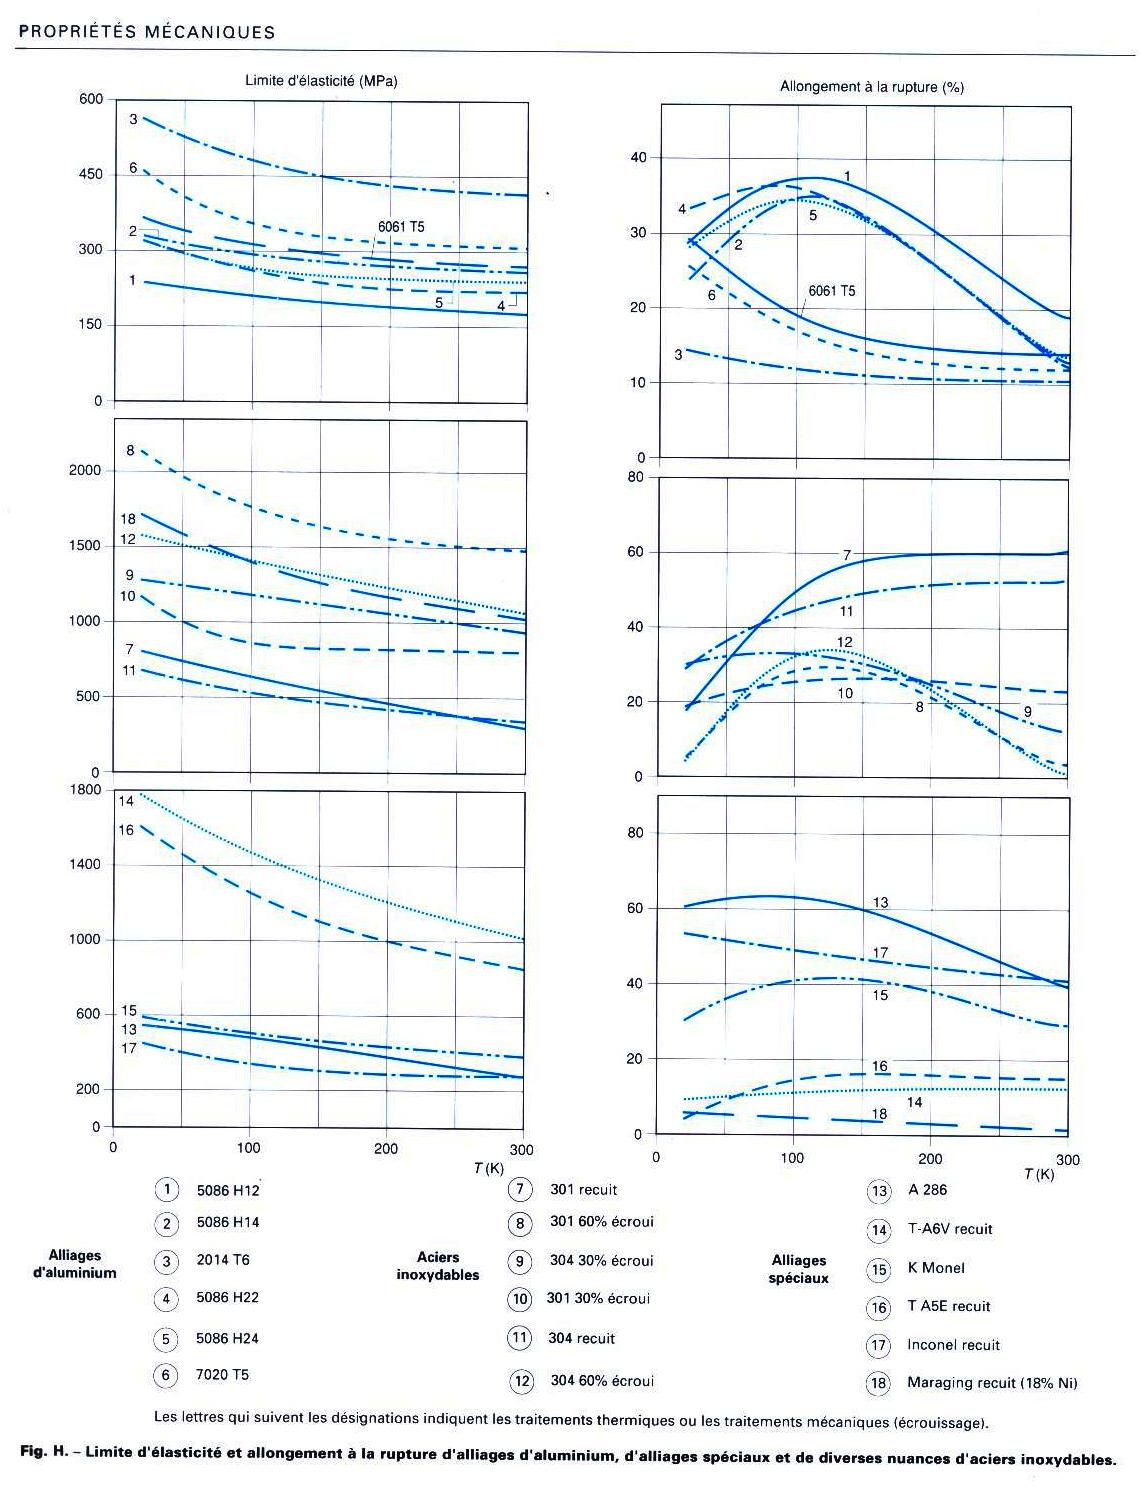 PROPRIÉTÉS MÉCANIQUES
Limite d'élasticité (MPa)
600
450
300
150
0
3
6
2
1
6061 T5
5
4
Allongement à la rupture (%)
40
30
20
10
0
4
1
5
2
6
6061 T5
3
2000
1500
1000
500
0
8
18
12
9
10
7
11
80
60
40
20
0
7
11
12
10
8
9
1800
1400
1000
600
200
0
14
16
15
13
17
0
100
200
300
T (K)
80
60
40
20
0
13
17
15
16
14
18
0
100
200
300
T (K)
Alliages
d'aluminium
1 5086 H12
2 5086 H14
3 2014 T6
4 5086 H22
5 5086 H24
6 7020 T5
Aciers
inoxydables
7 301 recuit
8 301 60% écroui
9 304 30% écroui
10 301 30% écroui
11 304 recuit
12 304 60% écroui
Alliages
spéciaux
13 A 286
14 T-A6V recuit
15 K Monel
16 T A5E recuit
17 Inconel recuit
18 Maraging recuit (18% Ni)
Les lettres qui suivent les désignations indiquent les traitements thermiques ou les traitements mécaniques (écrouissage).
Fig. H. – Limite d'élasticité et allongement à la rupture d'alliages d'aluminium, d'alliages spéciaux et de diverses nuances d'aciers inoxydables.